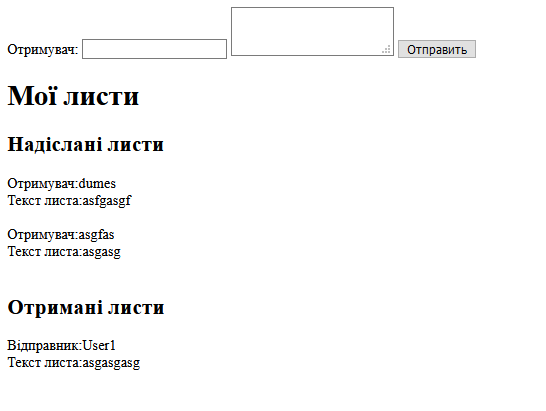 Отримувач: Отправить
Мої листи
Надіслані листи
Отримувач:dumes
Текст листа:asfgasgf
Отримувач:asgfas
Текст листа:asgasg
Отримані листи
Відправник:User1
Текст листа:asgasgasg